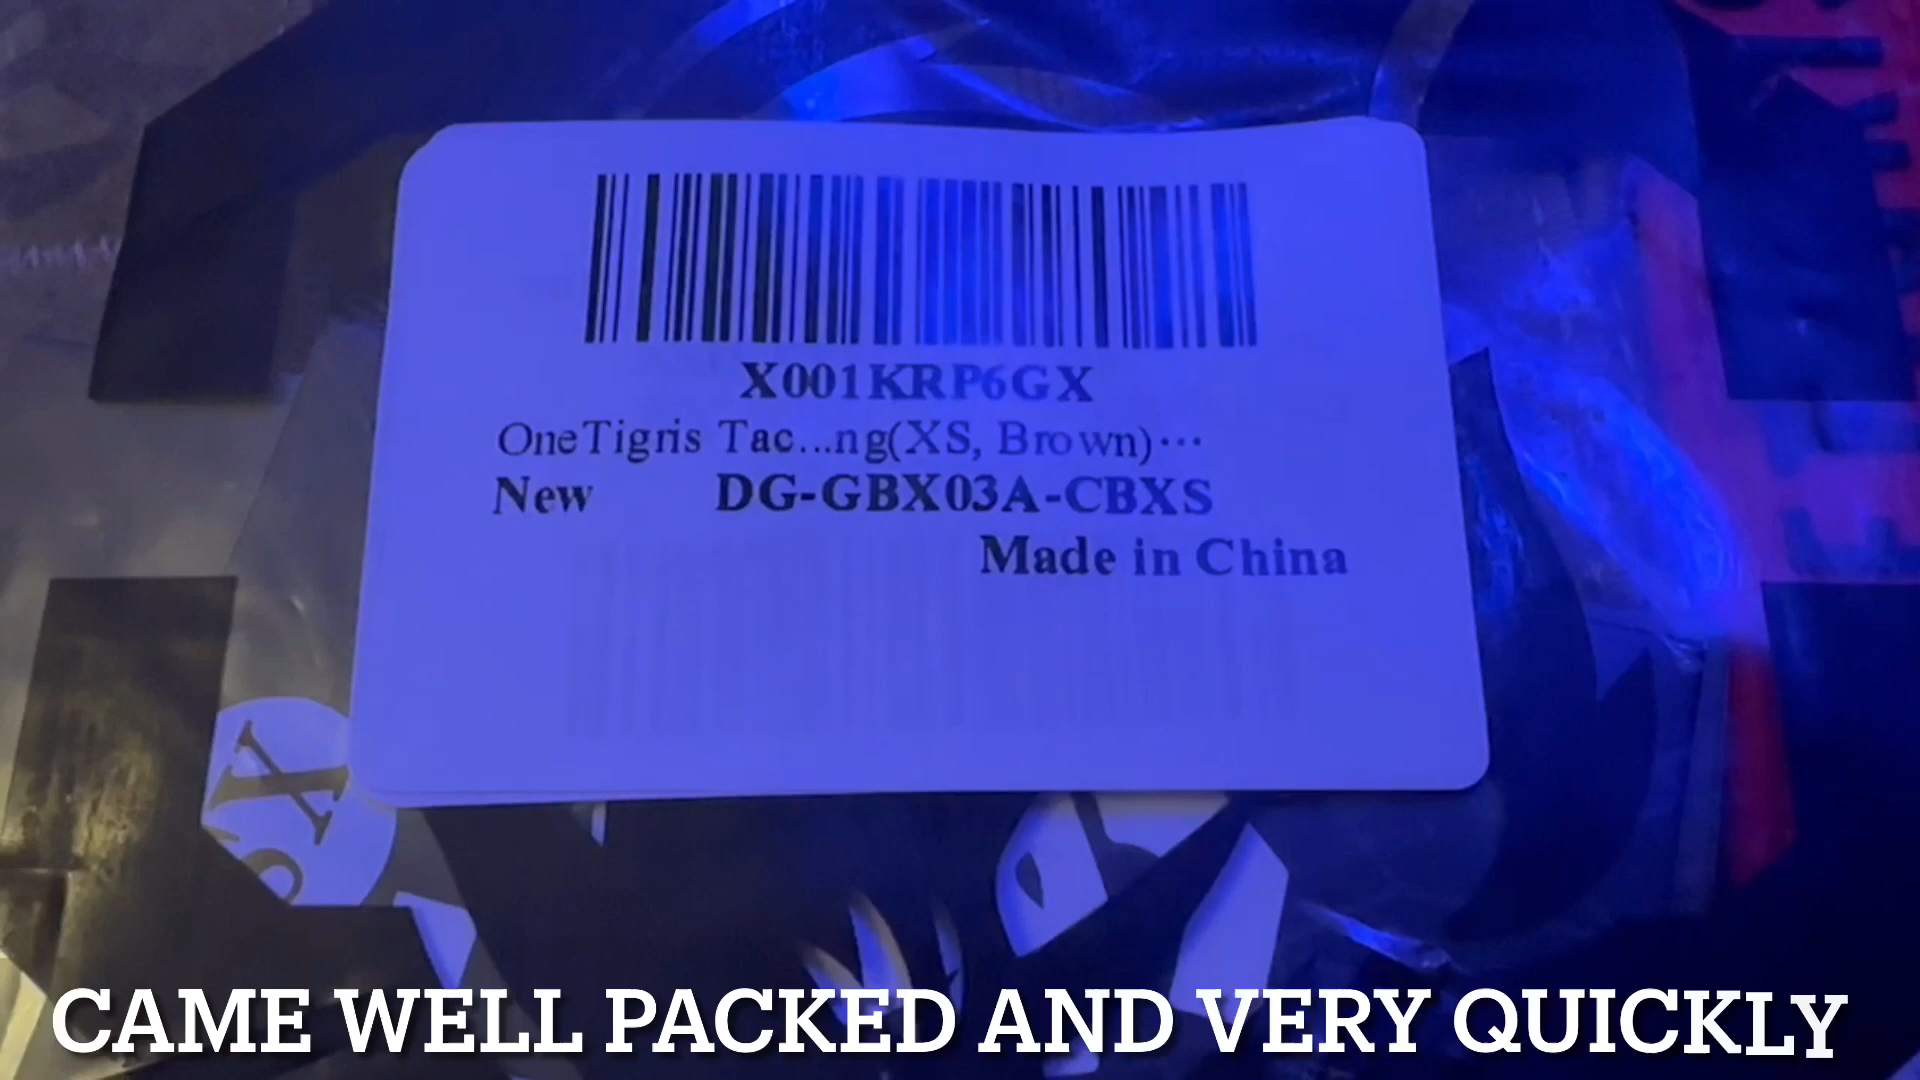 X001KRP6GX
OneTigris Tac...ng(XS, Brown)···
New DG-GBX03A-CBXS
Made in China
CAME WELL PACKED AND VERY QUICKLY